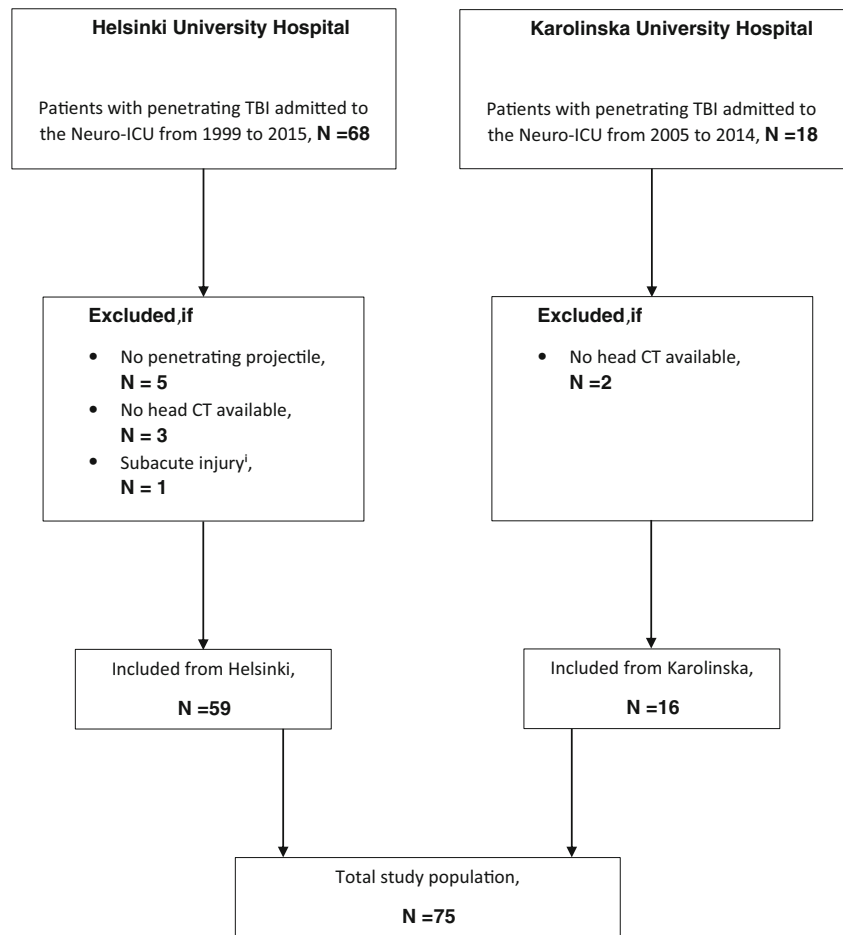 Helsinki University Hospital
Patients with penetrating TBI admitted to
the Neuro-ICU from 1999 to 2015, N =68
Karolinska University Hospital
Patients with penetrating TBI admitted to
the Neuro-ICU from 2005 to 2014, N =18
Excluded,if
• No penetrating projectile,
N = 5
• No head CT available,
N = 3
• Subacute injuryⁱ,
N = 1
Excluded,if
• No head CT available,
N =2
Included from Helsinki,
N =59
Included from Karolinska,
N =16
Total study population,
N =75